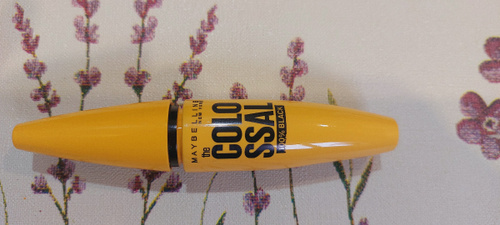 MAYBELLINE
NEW YORK
the
COLO
SSAL
100% BLACK